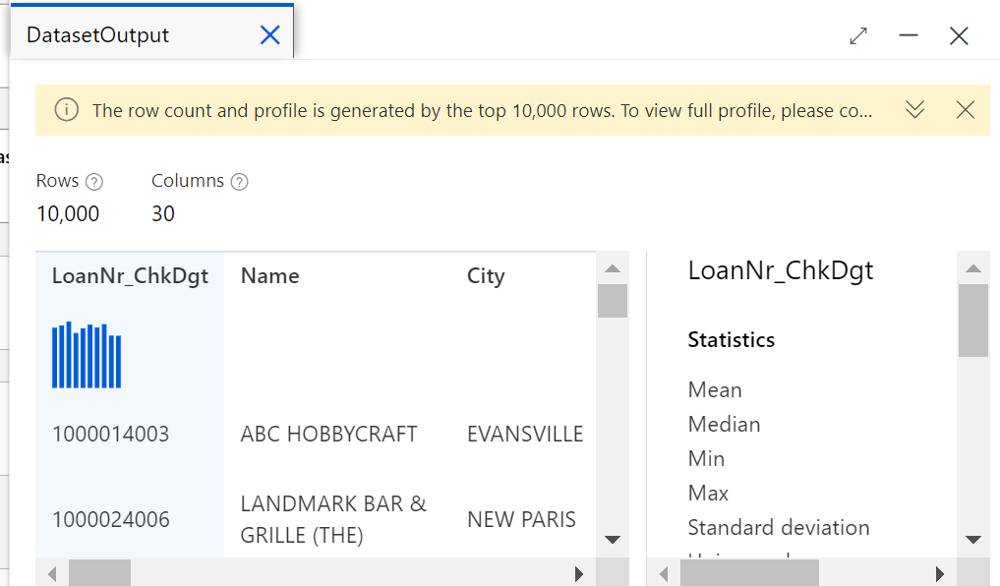 DatasetOutput
The row count and profile is generated by the top 10,000 rows. To view full profile, please co...
Rows
Columns
10,000
30
LoanNr_ChkDgt
Name
City
1000014003
ABC HOBBYCRAFT
EVANSVILLE
1000024006
LANDMARK BAR &
GRILLE (THE)
NEW PARIS
LoanNr_ChkDgt
Statistics
Mean
Median
Min
Max
Standard deviation